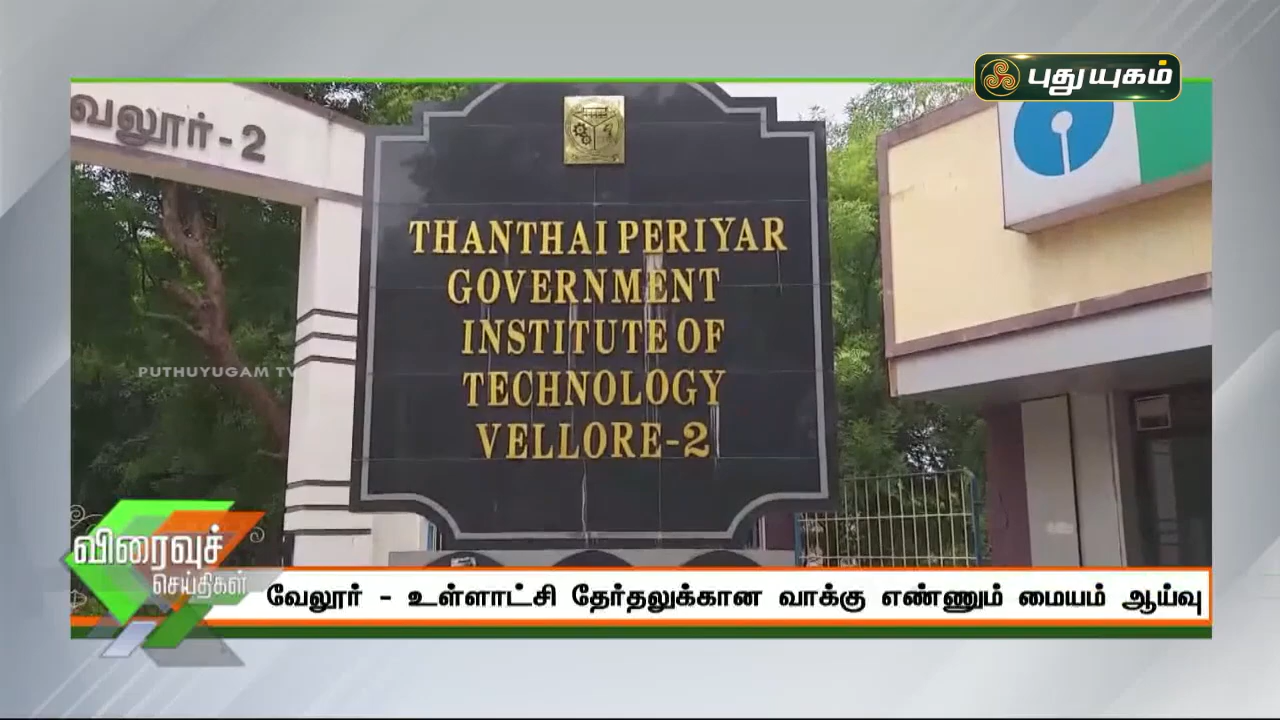 புதுயுகம்
வேலூர்-2
THANTHAI PERIYAR
GOVERNMENT
INSTITUTE OF
TECHNOLOGY
VELLORE-2
PUTHUYUGAM TV
விரைவுச்
செய்திகள்
வேலூர் - உள்ளாட்சி தேர்தலுக்கான வாக்கு எண்ணும் மையம் ஆய்வு